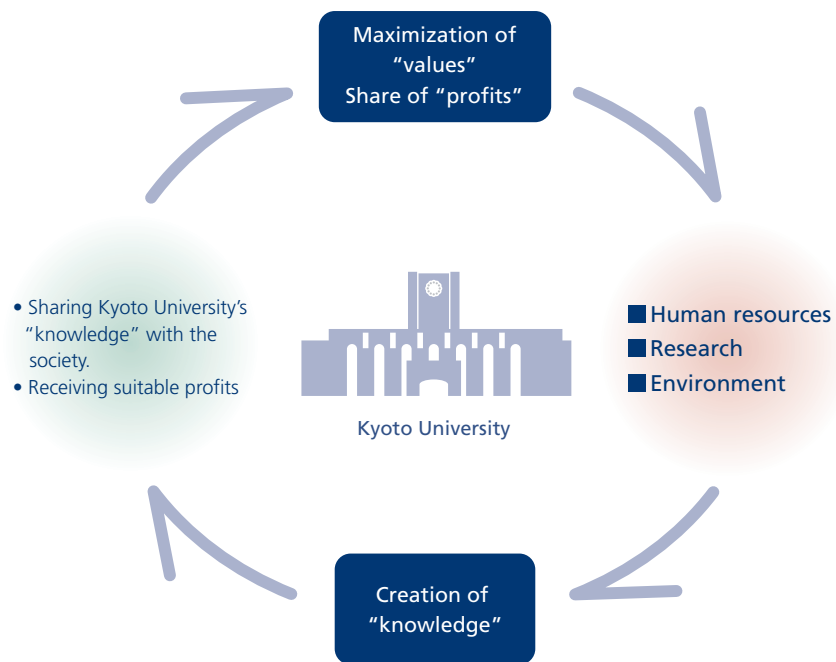 Maximization of
“values”
Share of “profits”
• Sharing Kyoto University’s
“knowledge” with the
society.
• Receiving suitable profits
■ Human resources
■ Research
■ Environment
Kyoto University
Creation of
“knowledge”